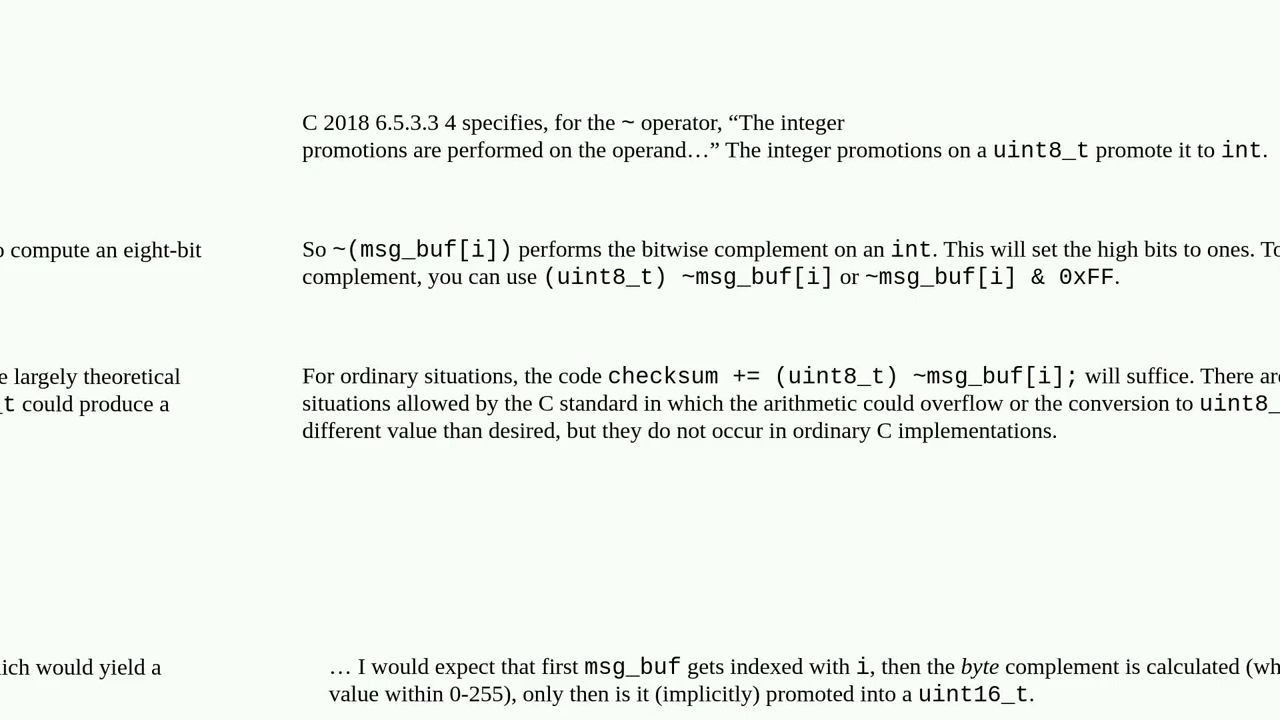 C 2018 6.5.3.3 4 specifies, for the ~ operator, “The integer
promotions are performed on the operand…” The integer promotions on a uint8_t promote it to int.
o compute an eight-bit
So ~(msg_buf[i]) performs the bitwise complement on an int. This will set the high bits to ones. To
complement, you can use (uint8_t) ~msg_buf[i] or ~msg_buf[i] & 0xFF.
e largely theoretical
_t could produce a
For ordinary situations, the code checksum += (uint8_t) ~msg_buf[i]; will suffice. There are
situations allowed by the C standard in which the arithmetic could overflow or the conversion to uint8_
different value than desired, but they do not occur in ordinary C implementations.
ich would yield a
… I would expect that first msg_buf gets indexed with i, then the byte complement is calculated (wh
value within 0-255), only then is it (implicitly) promoted into a uint16_t.